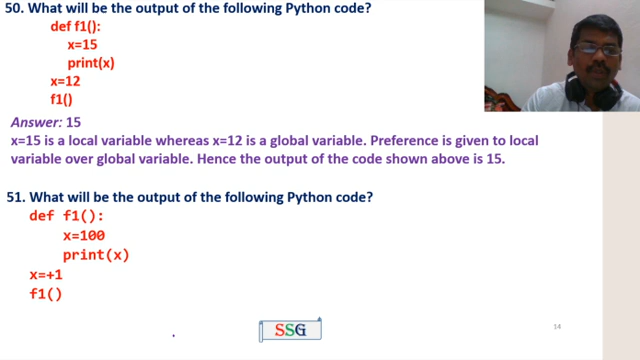 50. What will be the output of the following Python code?
def f1():
x=15
print(x)
x=12
f1()
Answer: 15
x=15 is a local variable whereas x=12 is a global variable. Preference is given to local
variable over global variable. Hence the output of the code shown above is 15.
51. What will be the output of the following Python code?
def f1():
x=100
print(x)
x=+1
f1()
SSG
14